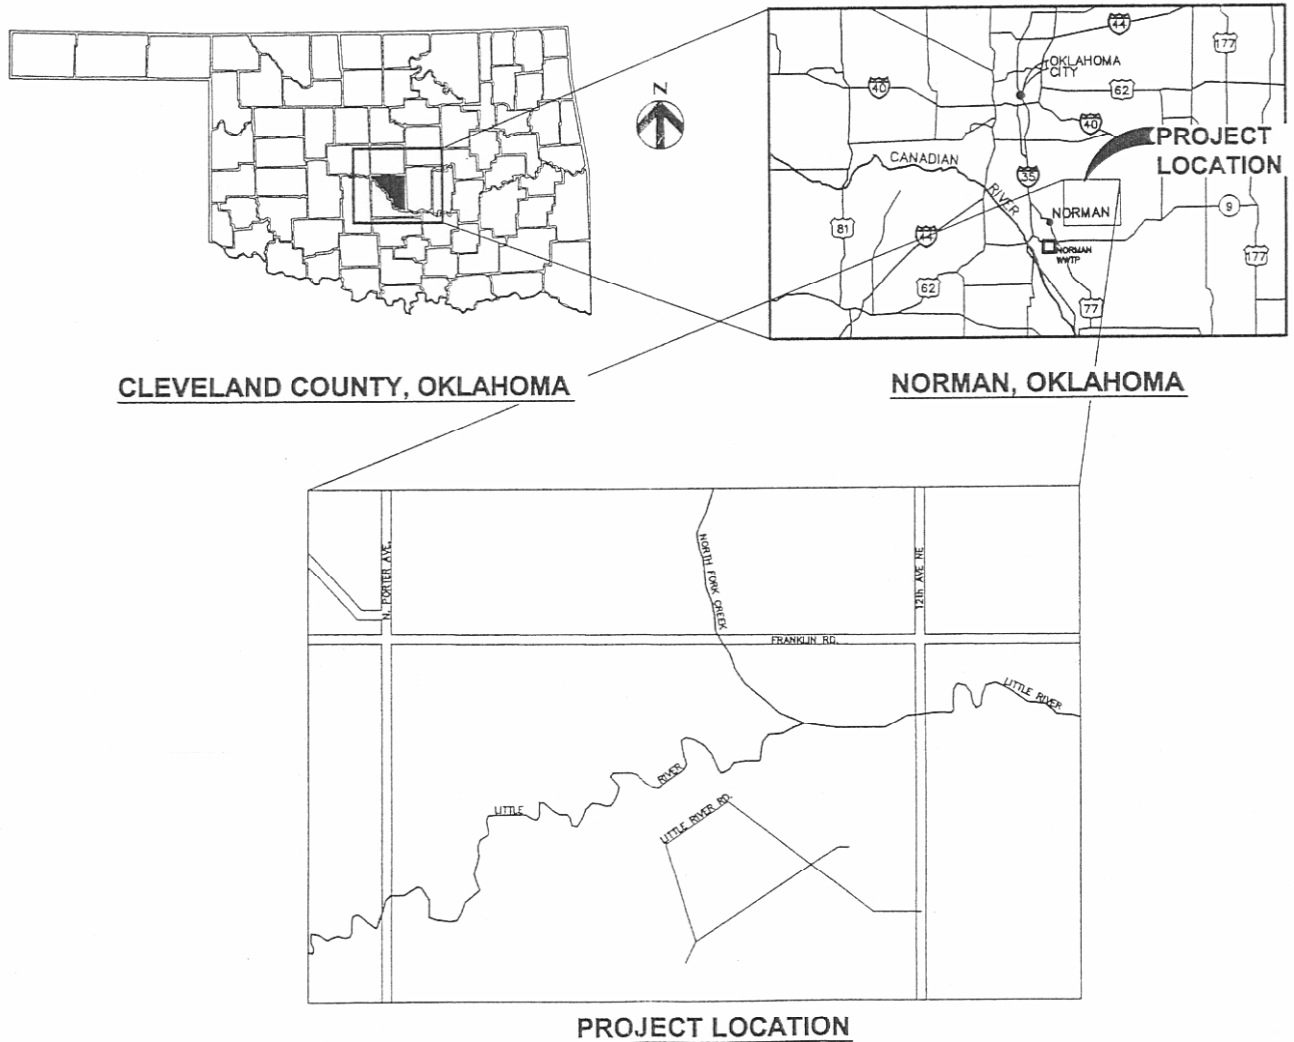 N
44
177
OKLAHOMA
CITY
40
62
40
PROJECT
LOCATION
CANADIAN
RIVER
35
NORMAN
9
81
44
NORMAN
WWTP
177
62
77
CLEVELAND COUNTY, OKLAHOMA
NORMAN, OKLAHOMA
N. PORTER AVE.
NORTH FORK CREEK
12th AVE NE
FRANKLIN RD.
LITTLE RIVER
RIVER
LITTLE
LITTLE RIVER RD.
PROJECT LOCATION